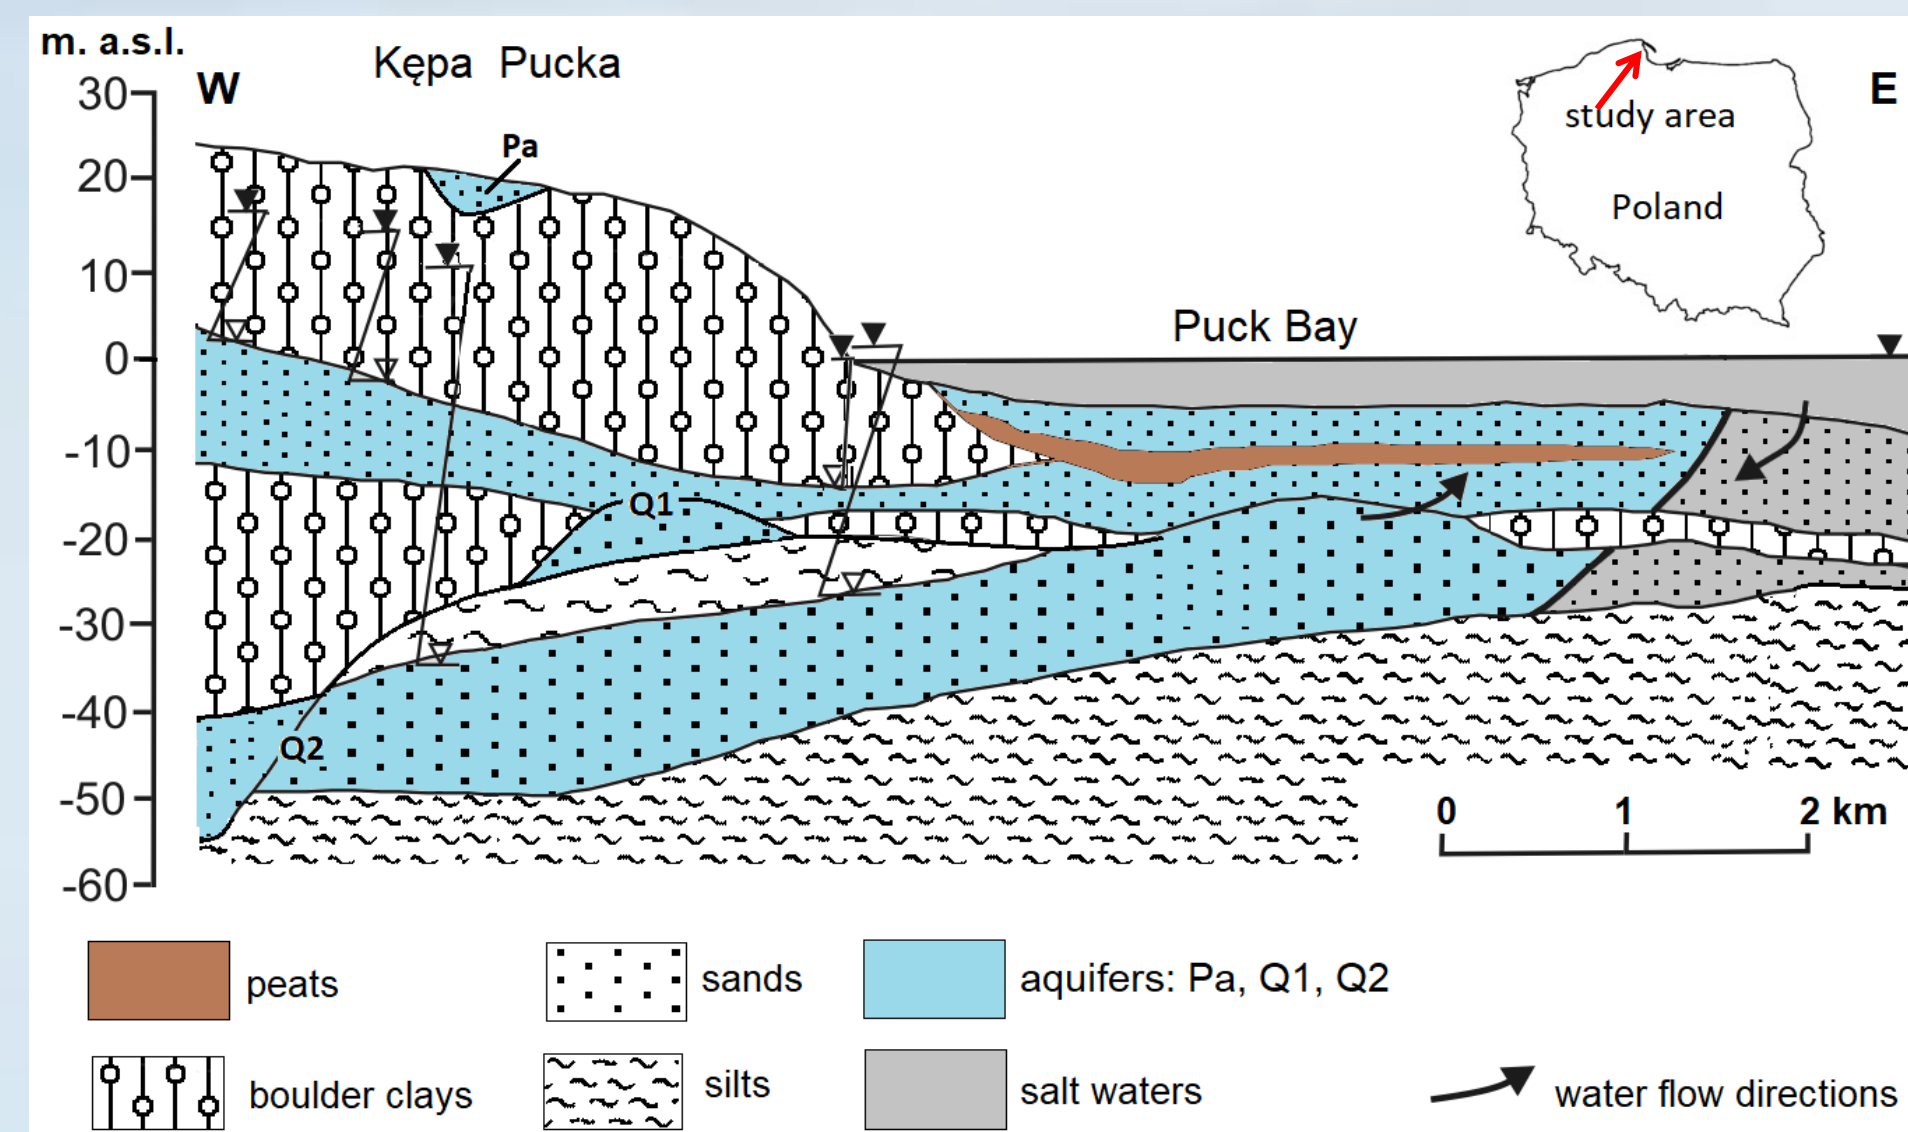 m. a.s.l.
Kępa Pucka
W
E
30
20
10
0
-10
-20
-30
-40
-50
-60
Pa
study area
Poland
Puck Bay
Q1
Q2
0 1 2 km
peats
sands
aquifers: Pa, Q1, Q2
boulder clays
silts
salt waters
water flow directions